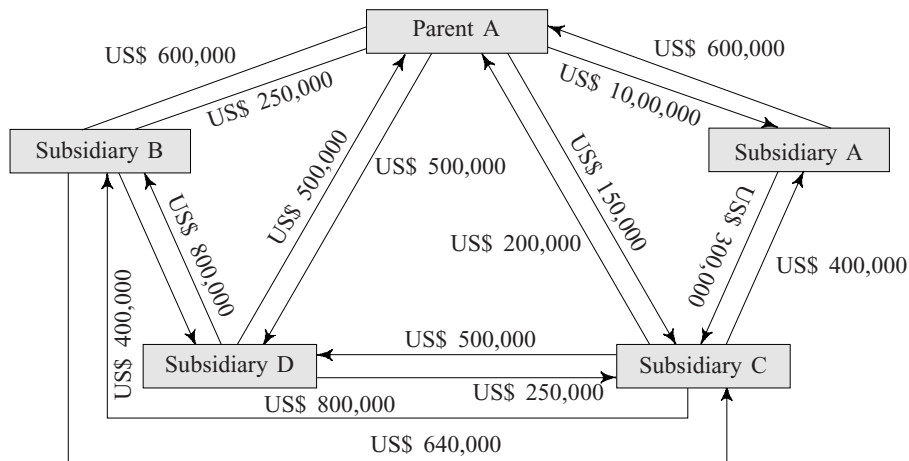 Parent A
US$ 600,000
US$ 600,000
US$ 250,000
US$ 10,00,000
Subsidiary B
Subsidiary A
US$ 500,000
US$ 500,000
US$ 150,000
US$ 800,000
US$ 200,000
US$ 300,000
US$ 400,000
US$ 400,000
US$ 500,000
Subsidiary D
Subsidiary C
US$ 250,000
US$ 800,000
US$ 640,000